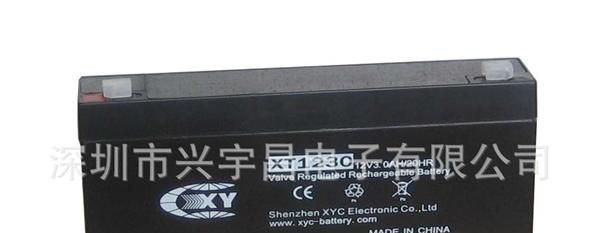 XT1230 12V3.0AH/20HR
Valve Regulated Rechargeable Battery
深圳市兴宇昌电子有限公司
XY
Pb
Shenzhen XYC Electronic Co.,Ltd
www.xyc-battery.com
MADE IN CHINA